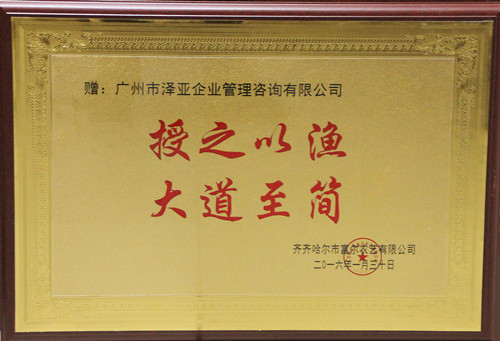 赠：广州市泽亚企业管理咨询有限公司
授之以渔
大道至简
齐齐哈尔市富尔农艺有限公司
二0一六年一月三十日